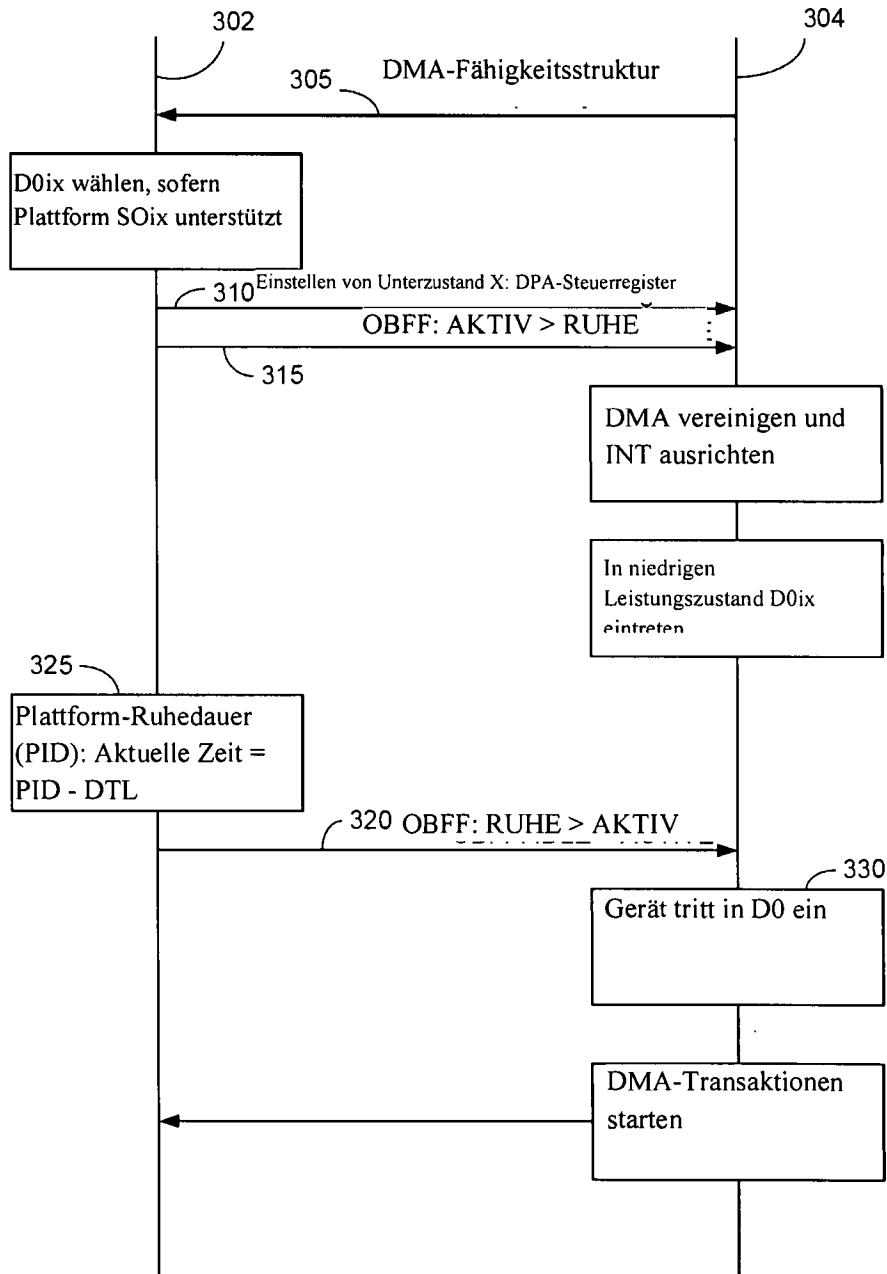 302
304
DMA-Fähigkeitsstruktur
305
D0ix wählen, sofern
Plattform SOix unterstützt
310
Einstellen von Unterzustand X: DPA-Steuerregister
OBFF: AKTIV > RUHE
315
DMA vereinigen und
INT ausrichten
In niedrigen
Leistungszustand D0ix
eintreten
325
Plattform-Ruhedauer
(PID): Aktuelle Zeit =
PID - DTL
320
OBFF: RUHE > AKTIV
330
Gerät tritt in D0 ein
DMA-Transaktionen
starten